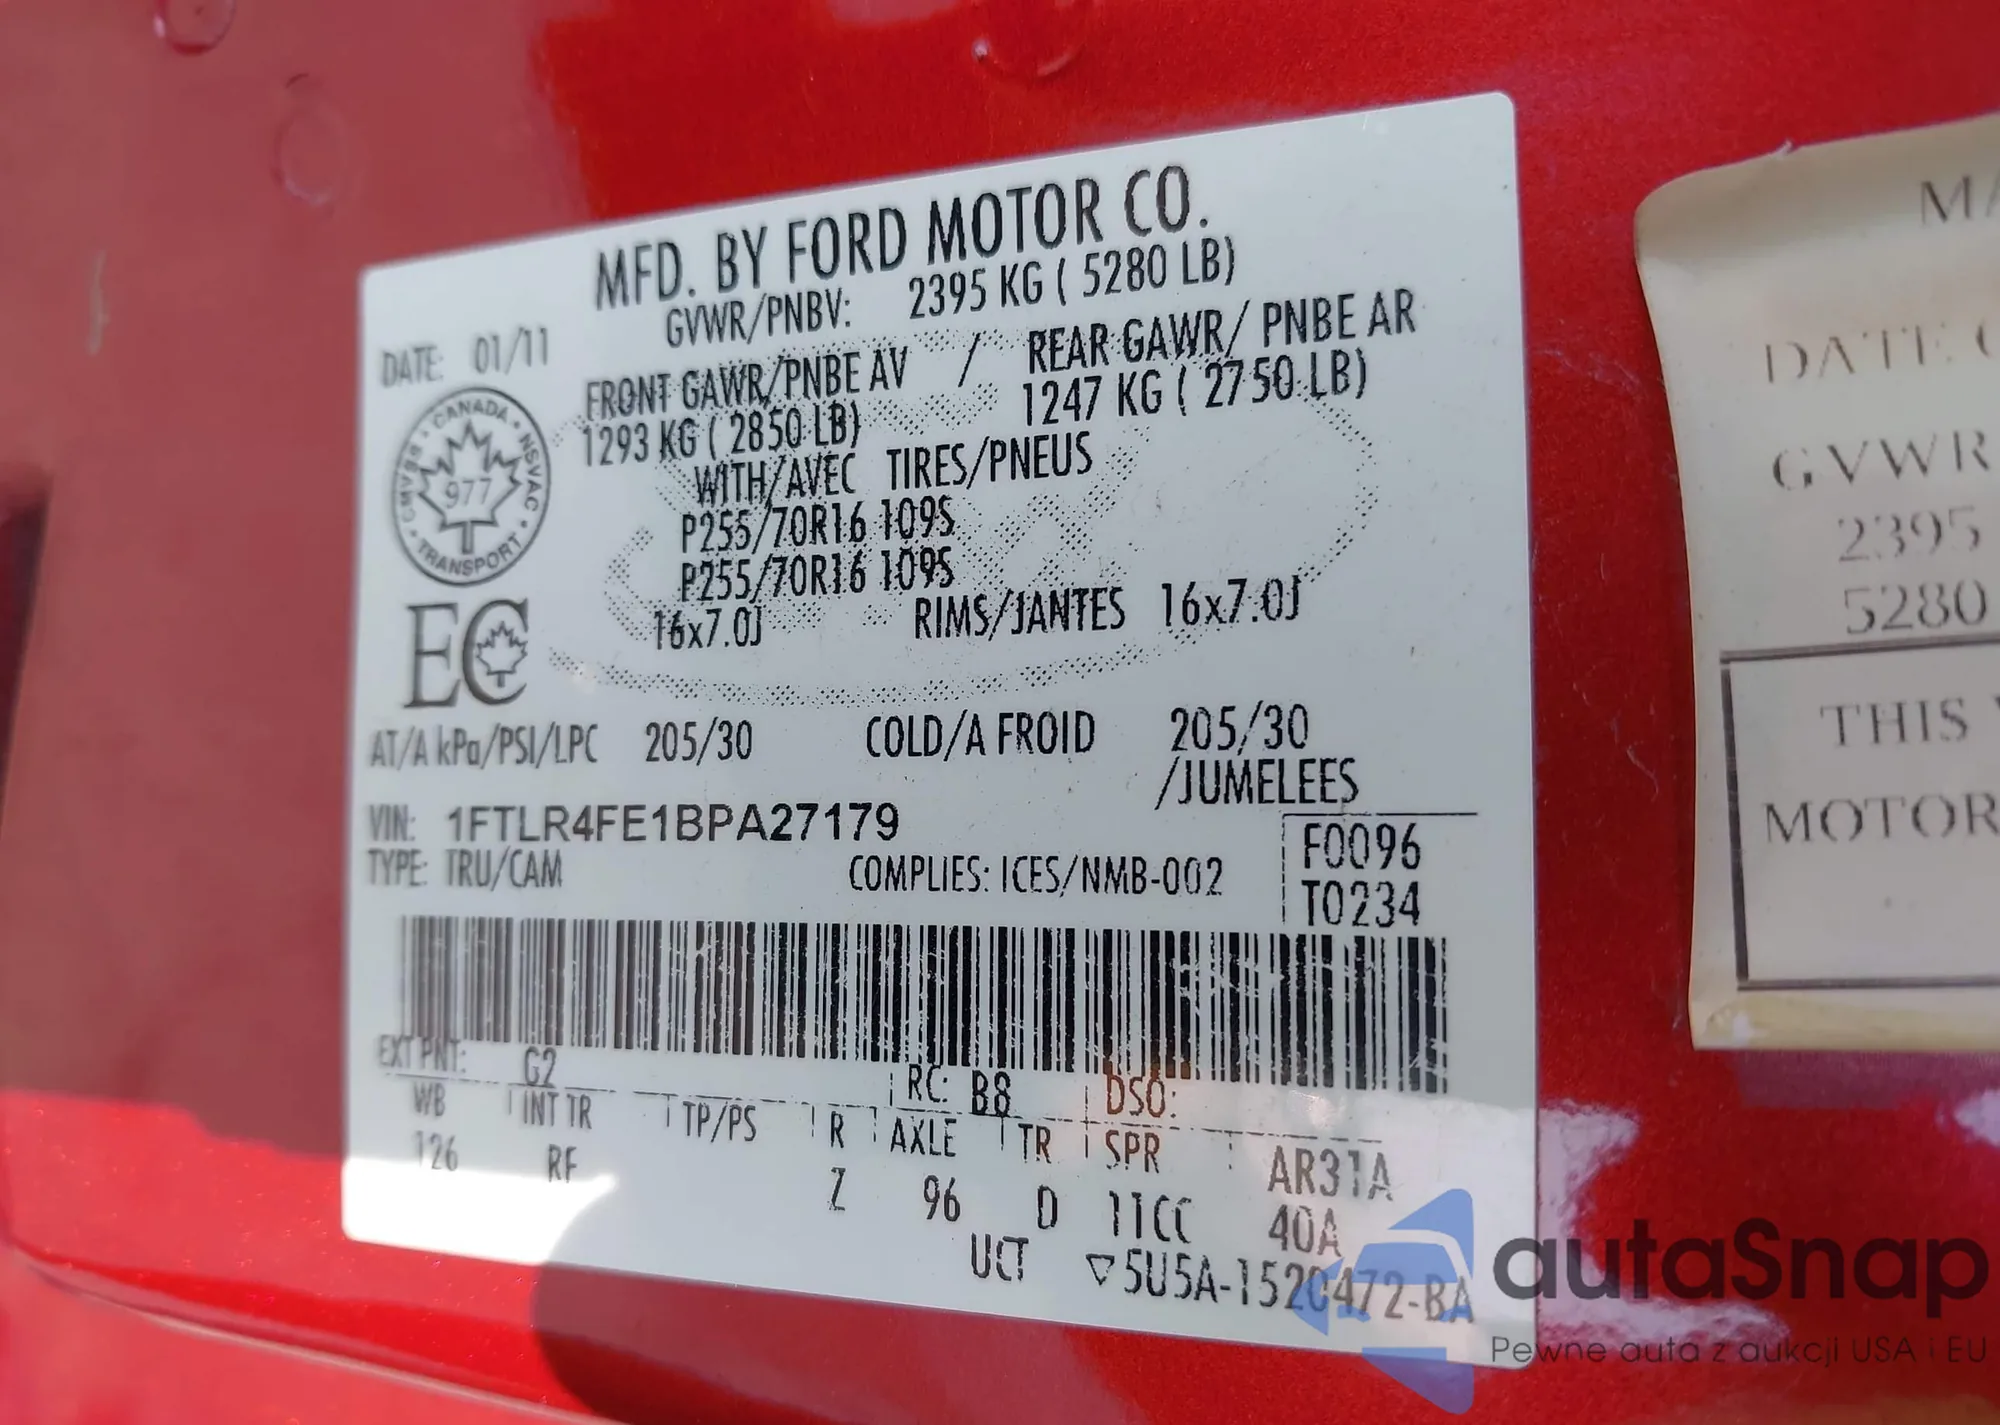 MFD. BY FORD MOTOR CO.
DATE: 01/11
GVWR/PNBV: 2395 KG ( 5280 LB)
FRONT GAWR/PNBE AV / REAR GAWR/ PNBE AR
1293 KG ( 2850 LB) 1247 KG ( 2750 LB)
WITH/AVEC TIRES/PNEUS
P255/70R16 109S
P255/70R16 109S
16x7.0J RIMS/JANTES 16x7.0J
CANADA · NSVAC · TRANSPORT · CMVSS ·
977
EC
AT/A kPa/PSI/LPC 205/30 COLD/A FROID 205/30
/JUMELEES
VIN: 1FTLR4FE1BPA27179
TYPE: TRU/CAM COMPLIES: ICES/NMB-002
F0096
T0234
EXT PNT: G2 RC: B8 DSO:
WB INT TR TP/PS R AXLE TR SPR AR31A
126 RF Z 96 D 11CC 40A
UCT ▽5U5A-1520472-BA
DATE
GVWR
2395
5280
THIS
MOTOR
autaSnap
Pewne auta z aukcji USA i EU